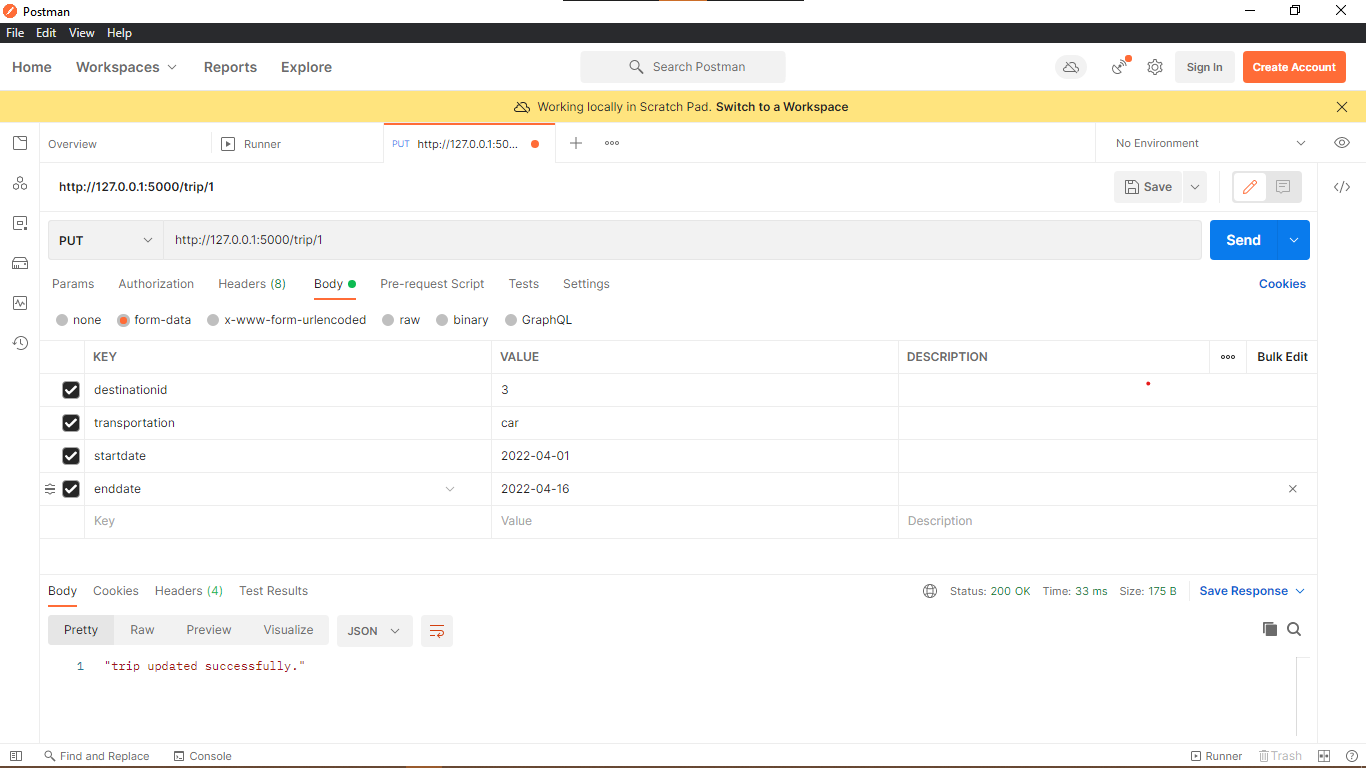 Postman
File Edit View Help
Home Workspaces Reports Explore Search Postman Sign In Create Account
Working locally in Scratch Pad. Switch to a Workspace
Overview Runner PUT http://127.0.0.1:50... No Environment
http://127.0.0.1:5000/trip/1 Save
PUT http://127.0.0.1:5000/trip/1 Send
Params Authorization Headers (8) Body Pre-request Script Tests Settings Cookies
none form-data x-www-form-urlencoded raw binary GraphQL
KEY VALUE DESCRIPTION Bulk Edit
destinationid 3
transportation car
startdate 2022-04-01
enddate 2022-04-16
Key Value Description
Body Cookies Headers (4) Test Results Status: 200 OK Time: 33 ms Size: 175 B Save Response
Pretty Raw Preview Visualize JSON
1 "trip updated successfully."
Find and Replace Console Runner Trash